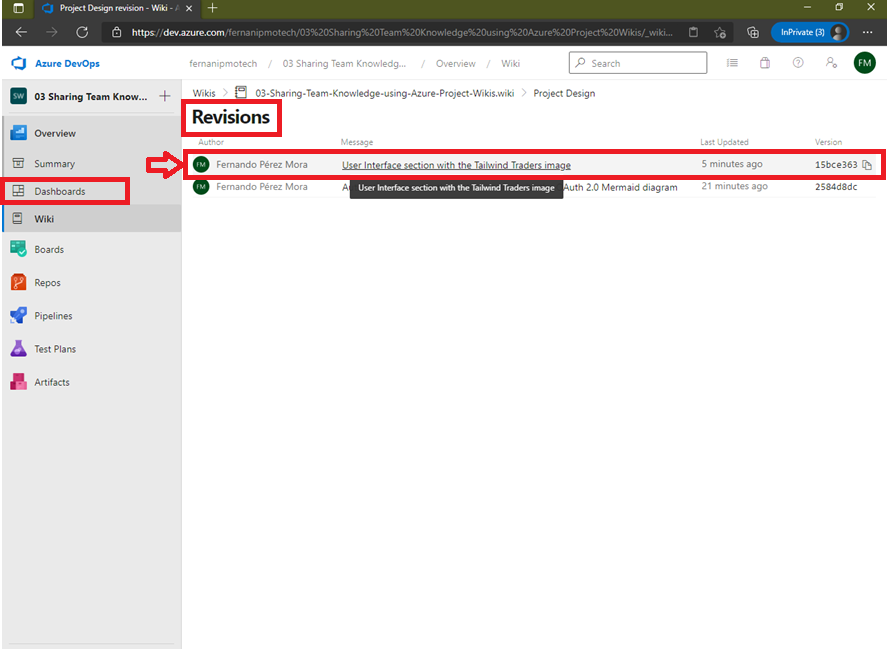 Project Design revision - Wiki - A
https://dev.azure.com/fernanipmotech/03%20Sharing%20Team%20Knowledge%20using%20Azure%20Project%20Wikis/_wiki...
InPrivate (3)
Azure DevOps
fernanipmotech / 03 Sharing Team Knowledg... / Overview / Wiki
Search
FM
SW 03 Sharing Team Know...
Wikis > 03-Sharing-Team-Knowledge-using-Azure-Project-Wikis.wiki > Project Design
Overview
Summary
Dashboards
Wiki
Boards
Repos
Pipelines
Test Plans
Artifacts
Revisions
Author Message Last Updated Version
FM Fernando Pérez Mora User Interface section with the Tailwind Traders image 5 minutes ago 15bce363
FM Fernando Pérez Mora Auth 2.0 Mermaid diagram 21 minutes ago 2584d8dc
User Interface section with the Tailwind Traders image